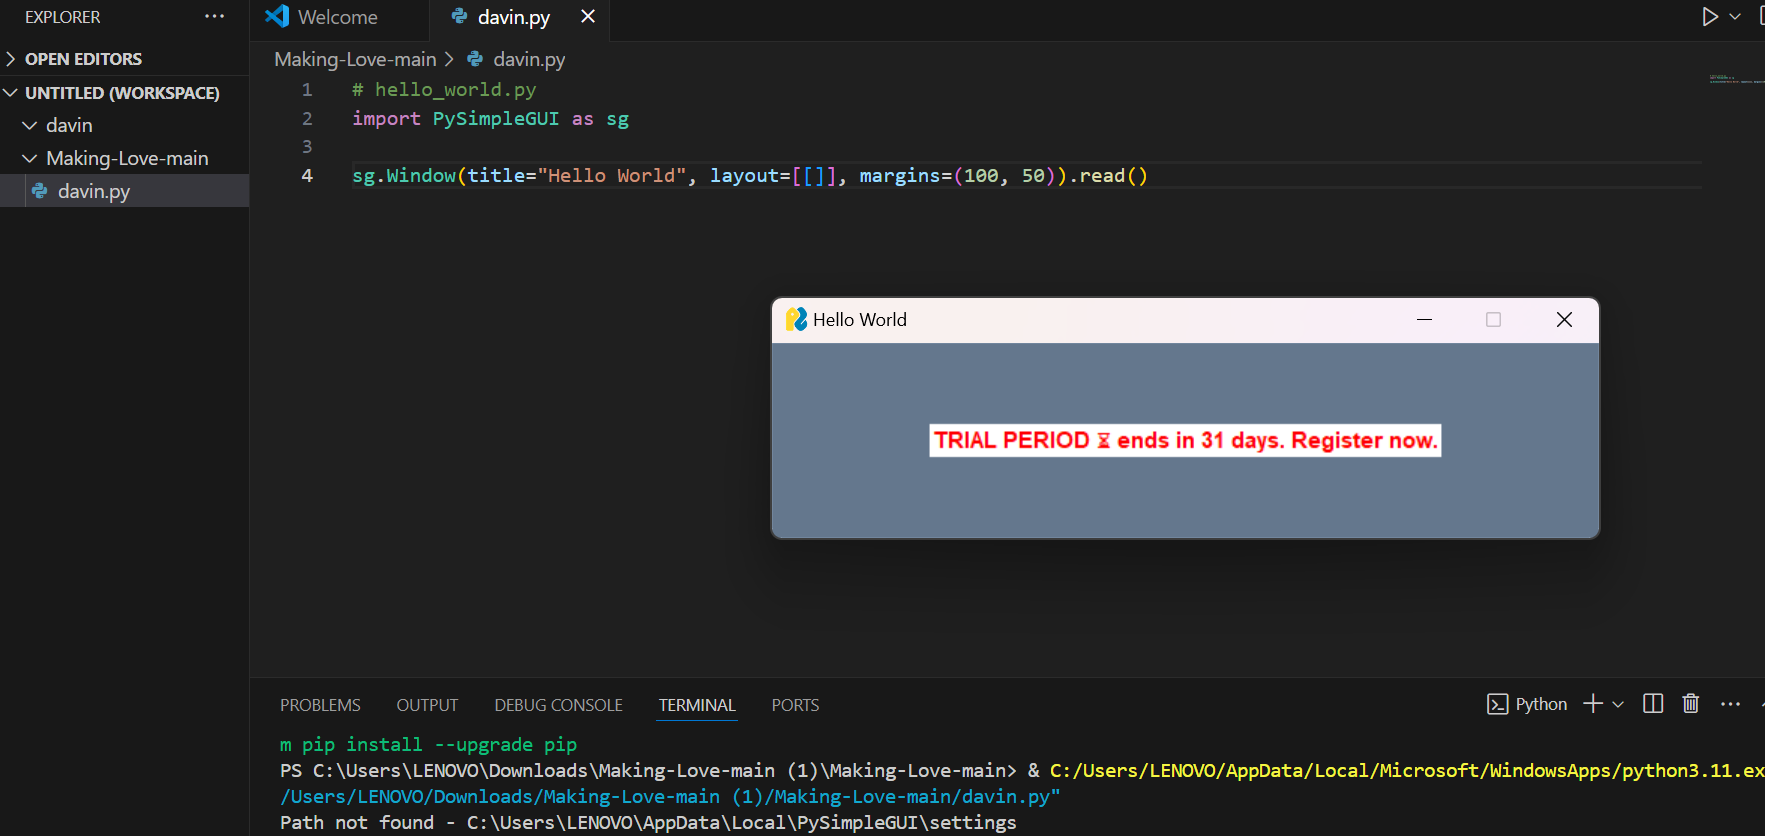 EXPLORER
OPEN EDITORS
UNTITLED (WORKSPACE)
davin
Making-Love-main
davin.py
Welcome
davin.py
Making-Love-main > davin.py
1 # hello_world.py
2 import PySimpleGUI as sg
3
4 sg.Window(title="Hello World", layout=[[]], margins=(100, 50)).read()
Hello World
TRIAL PERIOD ⏳ ends in 31 days. Register now.
PROBLEMS OUTPUT DEBUG CONSOLE TERMINAL PORTS
Python
m pip install --upgrade pip
PS C:\Users\LENOVO\Downloads\Making-Love-main (1)\Making-Love-main> & C:/Users/LENOVO/AppData/Local/Microsoft/WindowsApps/python3.11.ex
/Users/LENOVO/Downloads/Making-Love-main (1)/Making-Love-main/davin.py"
Path not found - C:\Users\LENOVO\AppData\Local\PySimpleGUI\settings